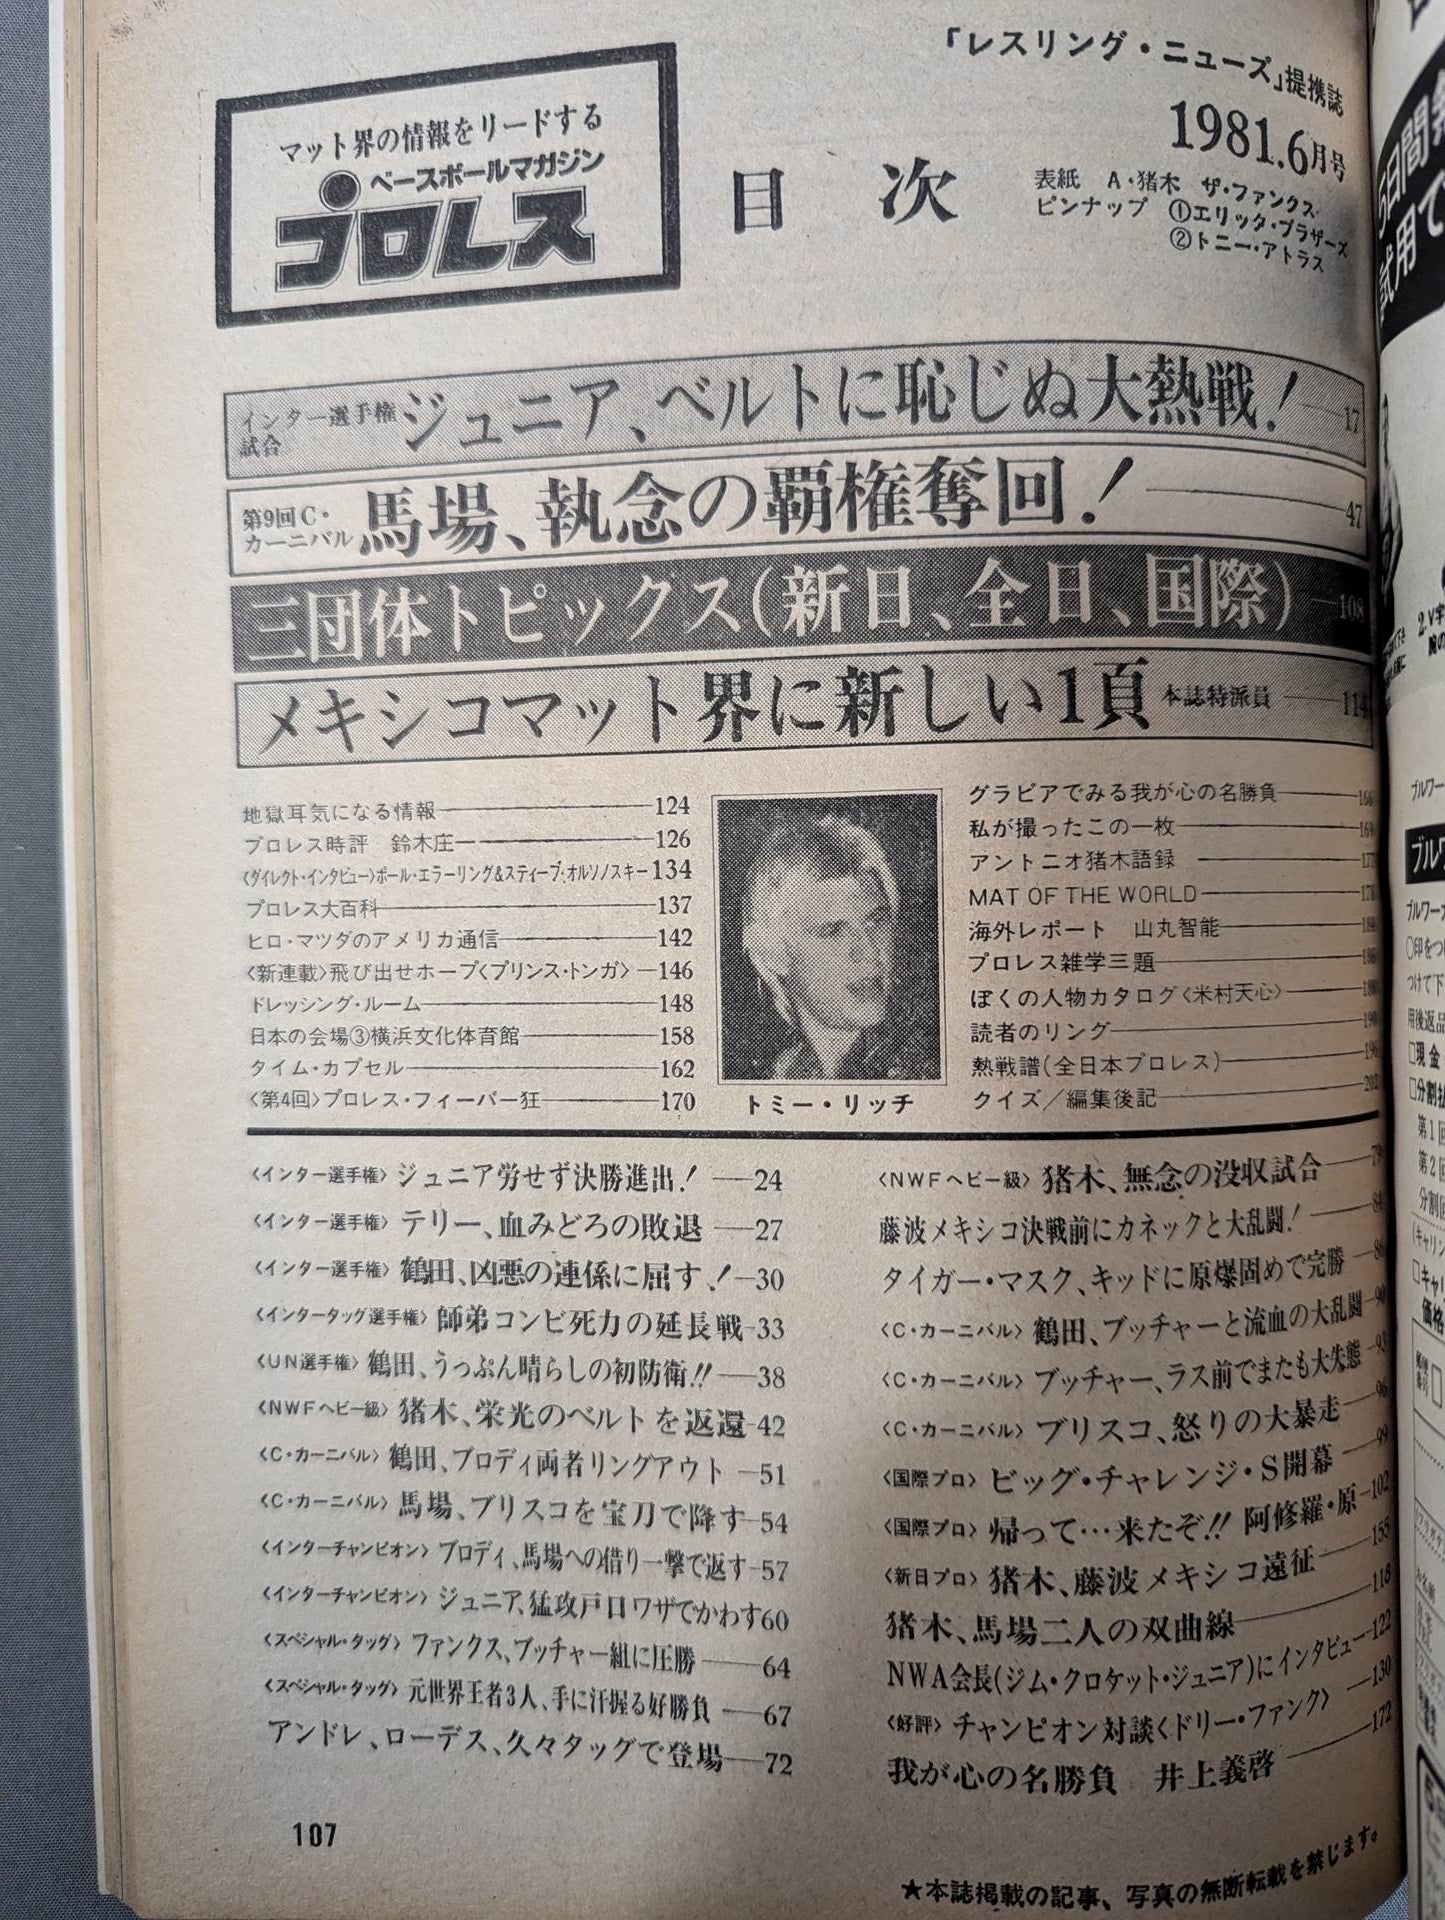 「レスリング・ニューズ」提携誌
1981.6月号
マット界の情報をリードする
ベースボールマガジン
プロレス
目次
表紙 A・猪木 ザ・ファンクス
ピンナップ ①エリック・ブラザーズ
②トニー・アトラス
インター選手権試合 ジュニア、ベルトに恥じぬ大熱戦!—17
第9回C・カーニバル 馬場、執念の覇権奪回!—47
三団体トピックス(新日、全日、国際)—108
メキシコマット界に新しい1頁 本誌特派員—114
地獄耳気になる情報—124
プロレス時評 鈴木庄一—126
〈ダイレクト・インタビュー〉ポール・エラーリング&スティーブ・オルソノスキー—134
プロレス大百科—137
ヒロ・マツダのアメリカ通信—142
〈新連載〉飛び出せホープ〈プリンス・トンガ〉—146
ドレッシング・ルーム—148
日本の会場③横浜文化体育館—158
タイム・カプセル—162
〈第4回〉プロレス・フィーバー狂—170
トミー・リッチ
グラビアでみる我が心の名勝負
私が撮ったこの一枚
アントニオ猪木語録
MAT OF THE WORLD
海外レポート 山丸智能
プロレス雑学三題
ぼくの人物カタログ〈米村天心〉
読者のリング
熱戦譜(全日本プロレス)—196
クイズ/編集後記—202
〈インター選手権〉ジュニア労せず決勝進出!—24
〈インター選手権〉テリー、血みどろの敗退—27
〈インター選手権〉鶴田、凶悪の連係に屈す!—30
〈インタータッグ選手権〉師弟コンビ死力の延長戦—33
〈UN選手権〉鶴田、うっぷん晴らしの初防衛!!—38
〈NWFヘビー級〉猪木、栄光のベルトを返還—42
〈C・カーニバル〉鶴田、ブロディ両者リングアウト—51
〈C・カーニバル〉馬場、ブリスコを宝刀で降す—54
〈インターチャンピオン〉ブロディ、馬場への借り一撃で返す—57
〈インターチャンピオン〉ジュニア、猛攻戸口ワザでかわす60
〈スペシャル・タッグ〉ファンクス、ブッチャー組に圧勝—64
〈スペシャル・タッグ〉元世界王者3人、手に汗握る好勝負—67
アンドレ、ローデス、久々タッグで登場—72
〈NWFヘビー級〉猪木、無念の没収試合—79
藤波メキシコ決戦前にカネックと大乱闘!—84
タイガー・マスク、キッドに原爆固めで完勝—86
〈C・カーニバル〉鶴田、ブッチャーと流血の大乱闘—90
〈C・カーニバル〉ブッチャー、ラス前でまたも大失態—93
〈C・カーニバル〉ブリスコ、怒りの大暴走—96
〈国際プロ〉ビッグ・チャレンジ・S開幕—99
〈国際プロ〉帰って…来たぞ!! 阿修羅・原—102
〈新日プロ〉猪木、藤波メキシコ遠征—155
猪木、馬場二人の双曲線—118
NWA会長(ジム・クロケット・ジュニア)にインタビュー—122
〈好評〉チャンピオン対談〈ドリー・ファンク〉—130
我が心の名勝負 井上義啓—172
107
★本誌掲載の記事、写真の無断転載を禁じます。
ブルワー